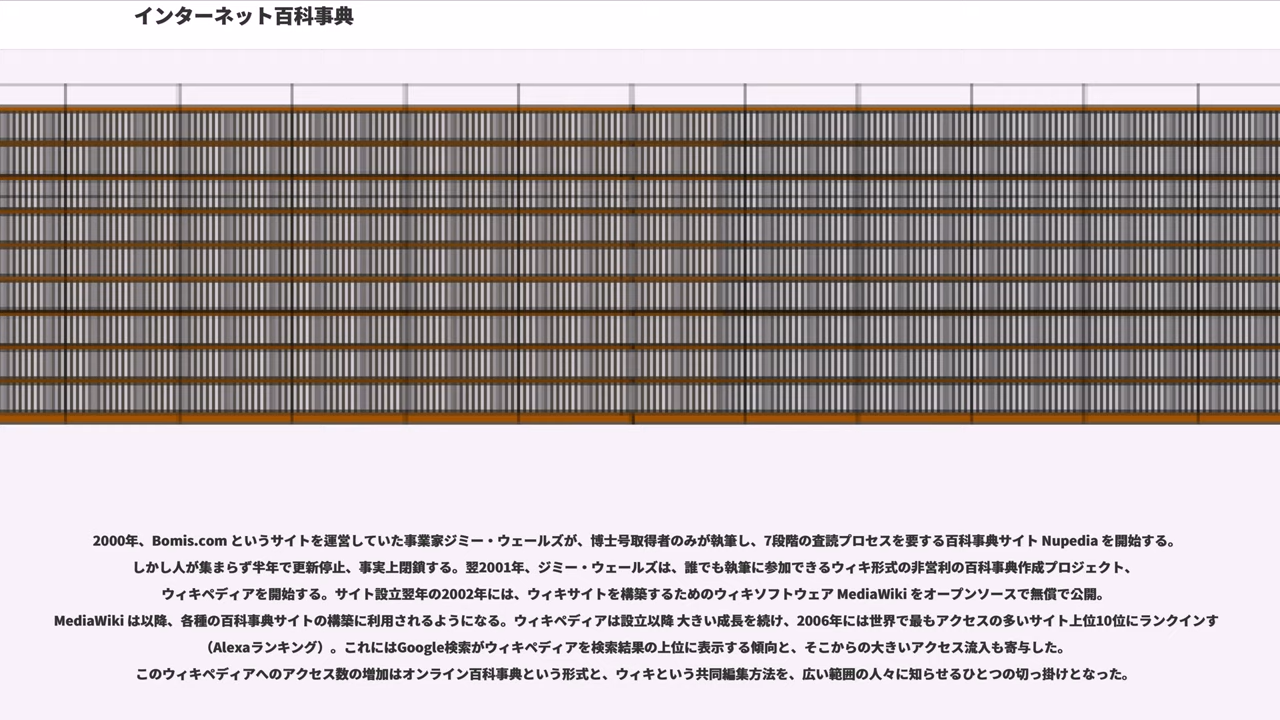 インターネット百科事典
2000年、Bomis.com というサイトを運営していた事業家ジミー・ウェールズが、博士号取得者のみが執筆し、7段階の査読プロセスを要する百科事典サイト Nupedia を開始する。
しかし人が集まらず半年で更新停止、事実上閉鎖する。翌2001年、ジミー・ウェールズは、誰でも執筆に参加できるウィキ形式の非営利の百科事典作成プロジェクト、
ウィキペディアを開始する。サイト設立翌年の2002年には、ウィキサイトを構築するためのウィキソフトウェア MediaWiki をオープンソースで無償で公開。
MediaWiki は以降、各種の百科事典サイトの構築に利用されるようになる。ウィキペディアは設立以降 大きい成長を続け、2006年には世界で最もアクセスの多いサイト上位10位にランクインす
（Alexaランキング）。これにはGoogle検索がウィキペディアを検索結果の上位に表示する傾向と、そこからの大きいアクセス流入も寄与した。
このウィキペディアへのアクセス数の増加はオンライン百科事典という形式と、ウィキという共同編集方法を、広い範囲の人々に知らせるひとつの切っ掛けとなった。